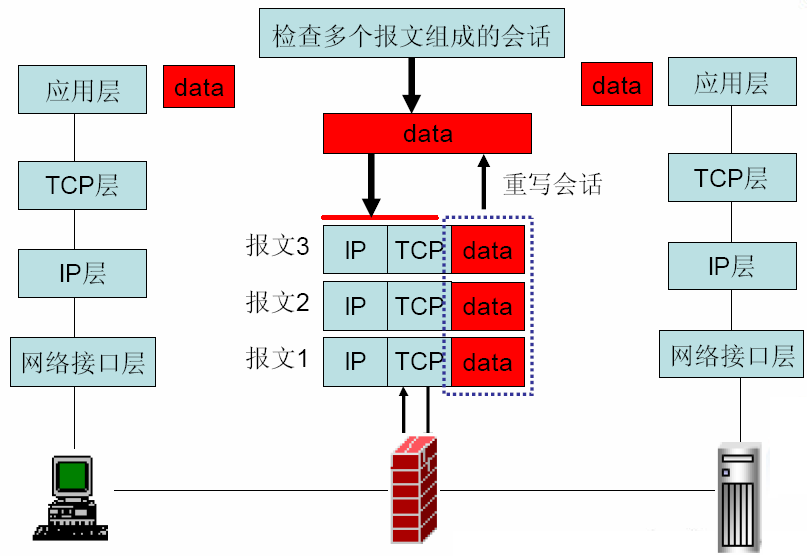 检查多个报文组成的会话
应用层
data
data
应用层
data
TCP层
重写会话
TCP层
报文3
IP
TCP
data
IP层
IP层
报文2
IP
TCP
data
网络接口层
报文1
IP
TCP
data
网络接口层